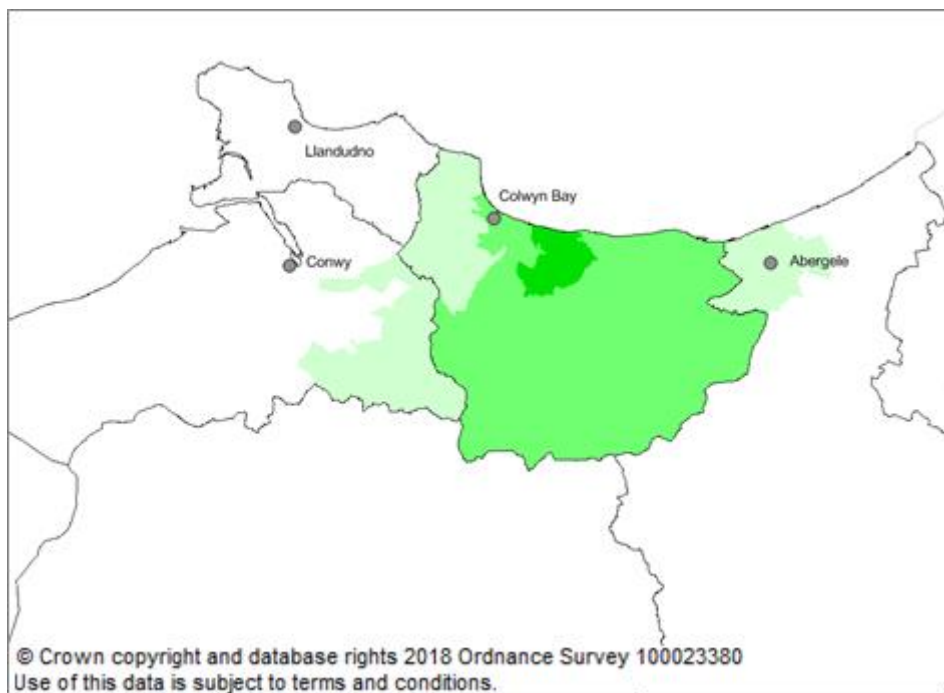 Llandudno
Colwyn Bay
Conwy
Abergele
© Crown copyright and database rights 2018 Ordnance Survey 100023380
Use of this data is subject to terms and conditions.